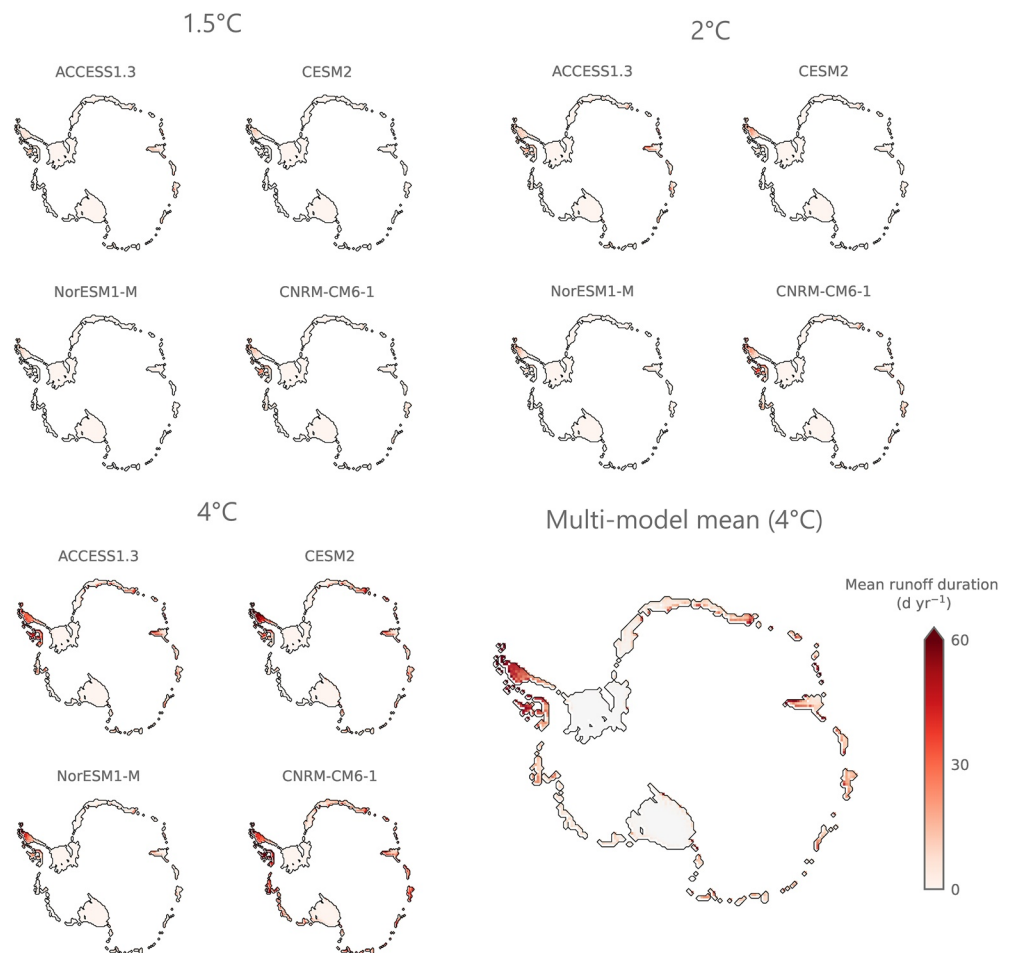 1.5°C
2°C
ACCESS1.3
CESM2
ACCESS1.3
CESM2
NorESM1-M
CNRM-CM6-1
NorESM1-M
CNRM-CM6-1
4°C
Multi-model mean (4°C)
ACCESS1.3
CESM2
Mean runoff duration
(d yr⁻¹)
60
30
0
NorESM1-M
CNRM-CM6-1